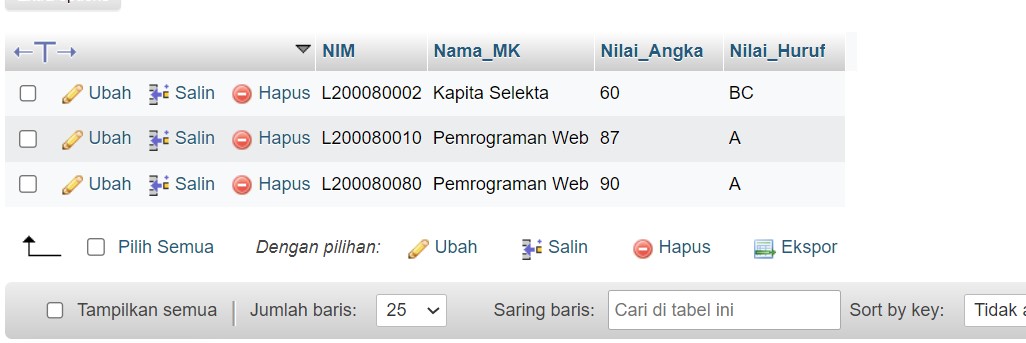 NIM Nama_MK Nilai_Angka Nilai_Huruf
Ubah Salin Hapus L200080002 Kapita Selekta 60 BC
Ubah Salin Hapus L200080010 Pemrograman Web 87 A
Ubah Salin Hapus L200080080 Pemrograman Web 90 A
Pilih Semua Dengan pilihan: Ubah Salin Hapus Ekspor
Tampilkan semua Jumlah baris: 25 Saring baris: Cari di tabel ini Sort by key: Tidak